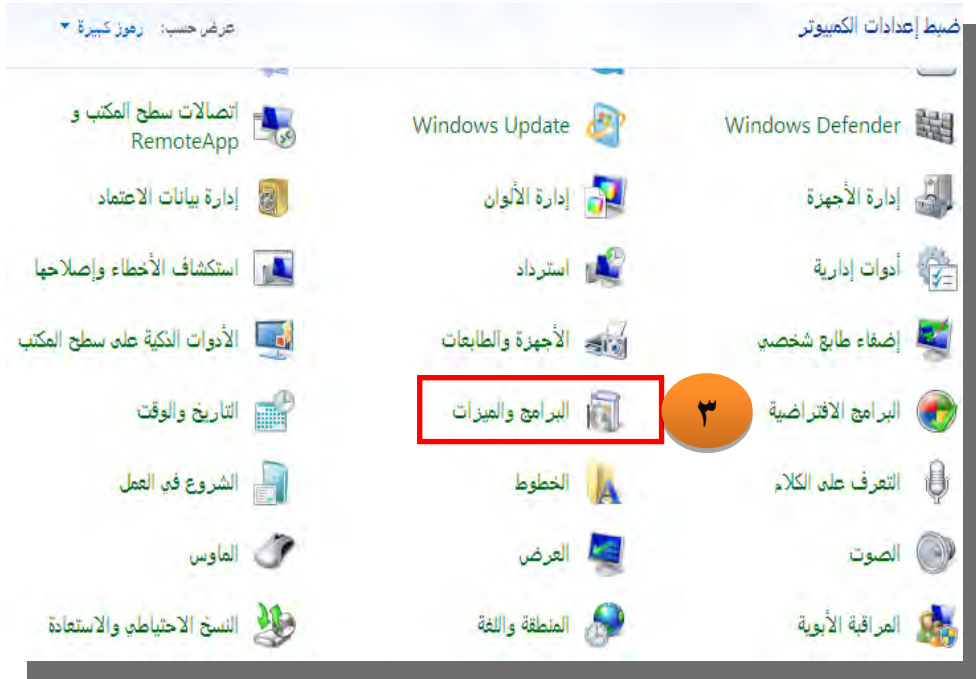 ضبط إعدادات الكمبيوتر
عرض حسب: رموز كبيرة
Windows Defender
Windows Update
اتصالات سطح المكتب و
RemoteApp
إدارة الأجهزة
إدارة الألوان
إدارة بيانات الاعتماد
أدوات إدارية
استرداد
استكشاف الأخطاء وإصلاحها
إضفاء طابع شخصي
الأجهزة والطابعات
الأدوات الذكية على سطح المكتب
البرامج الافتراضية
٣
البرامج والميزات
التاريخ والوقت
التعرف على الكلام
الخطوط
الشروع في العمل
الصوت
العرض
الماوس
المراقبة الأبوية
المنطقة واللغة
النسخ الاحتياطي والاستعادة